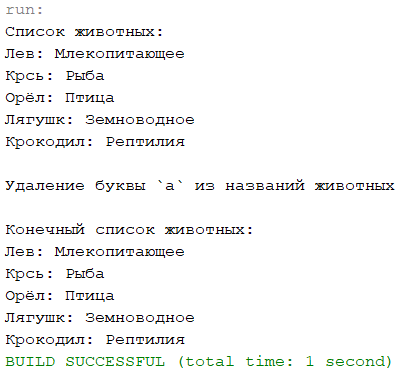 run:
Список животных:
Лев: Млекопитающее
Крсь: Рыба
Орёл: Птица
Лягушк: Земноводное
Крокодил: Рептилия
Удаление буквы `а` из названий животных
Конечный список животных:
Лев: Млекопитающее
Крсь: Рыба
Орёл: Птица
Лягушк: Земноводное
Крокодил: Рептилия
BUILD SUCCESSFUL (total time: 1 second)